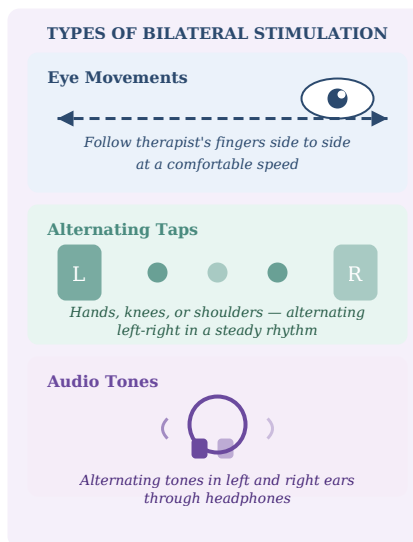 TYPES OF BILATERAL STIMULATION
Eye Movements
Follow therapist's fingers side to side
at a comfortable speed
Alternating Taps
L
R
Hands, knees, or shoulders — alternating
left-right in a steady rhythm
Audio Tones
Alternating tones in left and right ears
through headphones